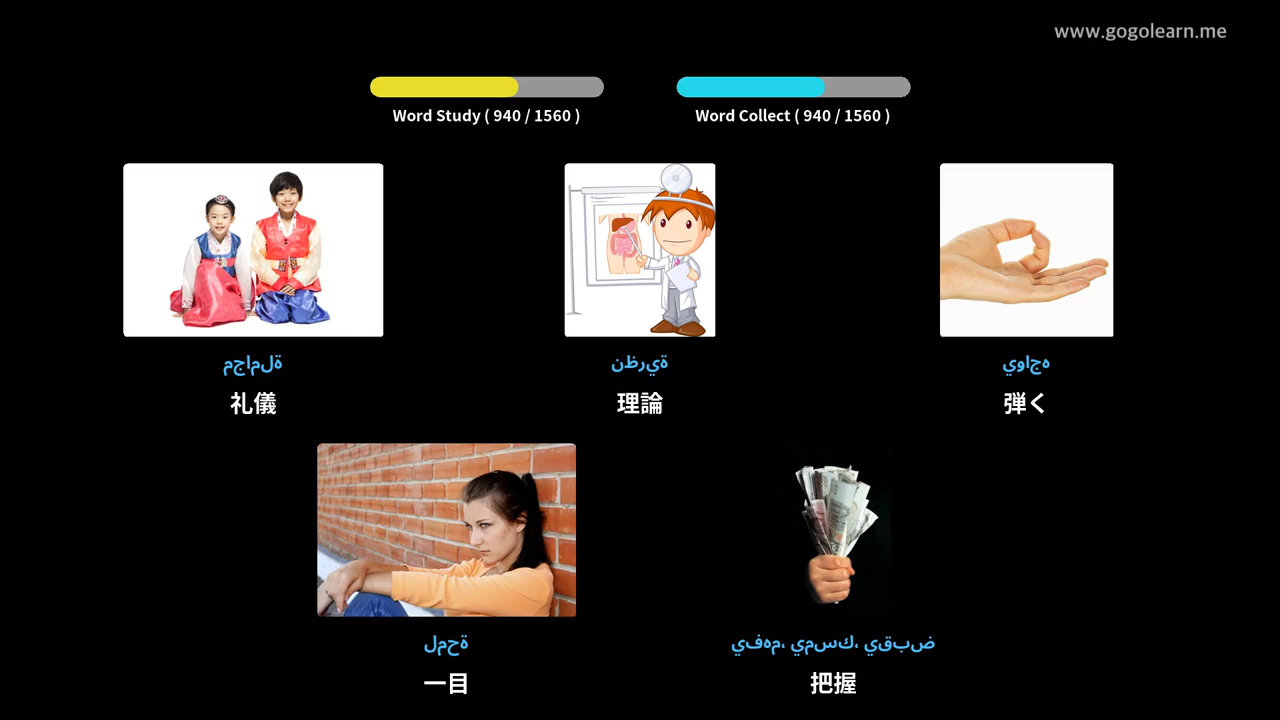 www.gogolearn.me
Word Study ( 940 / 1560 )
Word Collect ( 940 / 1560 )
مجاملة
نظرية
يواجه
礼儀
理論
弾く
لمحة
يفهم، يمسك، يقبض
一目
把握